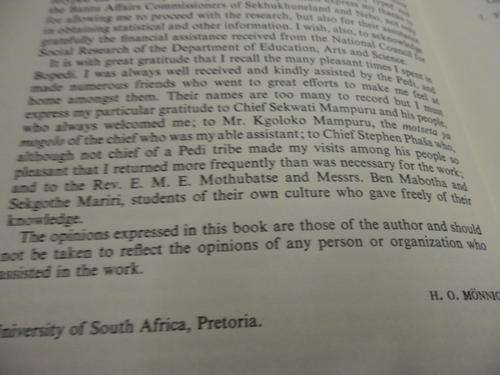 the Bantu Affairs Commissioners of Sekhukhuneland and Nebo, not only
for allowing me to proceed with the research, but also for their assistance
in obtaining statistical and other information. I wish, also, to acknowledge
gratefully the financial assistance received from the National Council for
Social Research of the Department of Education, Arts and Science.
It is with great gratitude that I recall the many pleasant times I spent in
Bopedi. I was always well received and kindly assisted by the Pedi, and
made numerous friends who went to great efforts to make me feel at
home amongst them. Their names are too many to record but I must
express my particular gratitude to Chief Sekwati Mampuru and his people,
who always welcomed me; to Mr. Kgoloko Mampuru, the motseta ya
mogolo of the chief who was my able assistant; to Chief Stephen Phaša who,
although not chief of a Pedi tribe made my visits among his people so
pleasant that I returned more frequently than was necessary for the work;
and to the Rev. E. M. E. Mothubatse and Messrs. Ben Mabotha and
Sekgothe Mariri, students of their own culture who gave freely of their
knowledge.
The opinions expressed in this book are those of the author and should
not be taken to reflect the opinions of any person or organization who
assisted in the work.
H. O. MÖNNIG
University of South Africa, Pretoria.